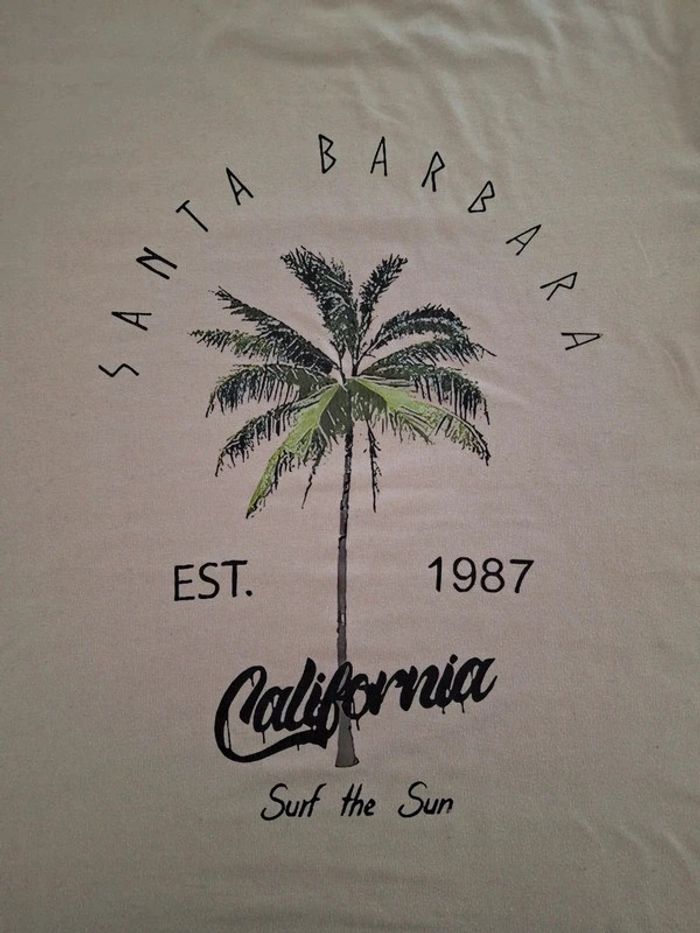 SANTA BARBARA
EST. 1987
California
Surf the Sun